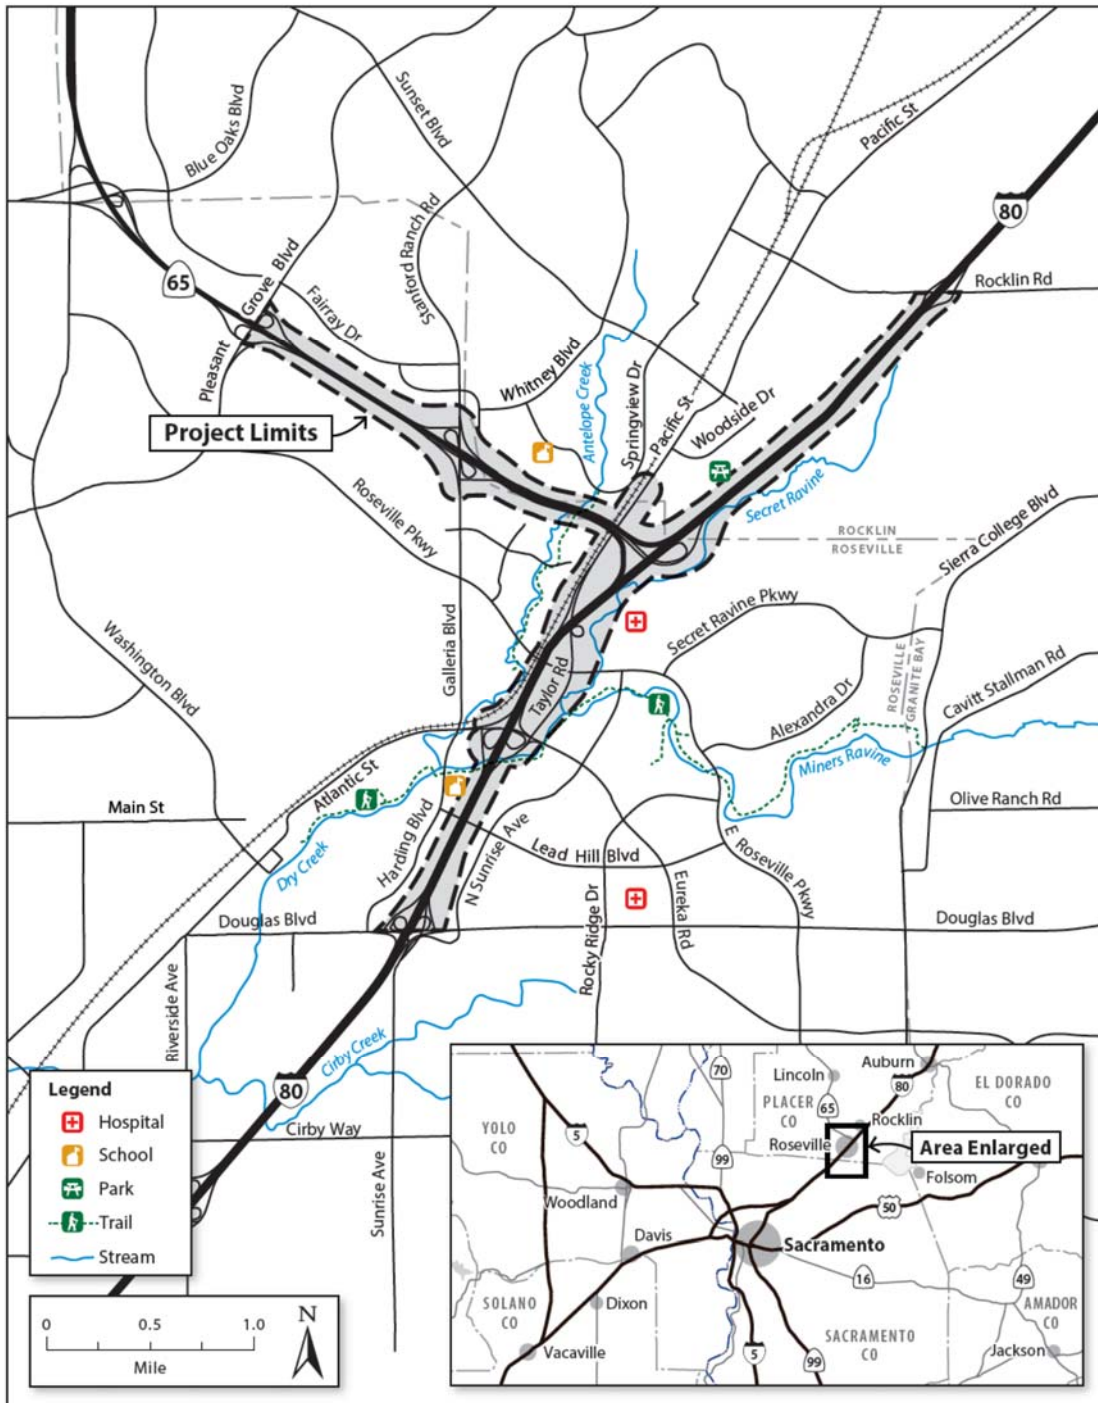 Blue Oaks Blvd
Sunset Blvd
Pacific St
80
Stanford Ranch Rd
65
Grove Blvd
Pleasant
Fairray Dr
Rocklin Rd
Whitney Blvd
Antelope Creek
Springview Dr
Pacific St
Woodside Dr
Project Limits
Roseville Pkwy
Secret Ravine
ROCKLIN
ROSEVILLE
Sierra College Blvd
Washington Blvd
Galleria Blvd
Taylor Rd
Secret Ravine Pkwy
ROSEVILLE
GRANITE BAY
Cavitt Stallman Rd
Alexandra Dr
Miners Ravine
Atlantic St
Main St
Olive Ranch Rd
Harding Blvd
N Sunrise Ave
Lead Hill Blvd
E Roseville Pkwy
Dry Creek
Eureka Rd
Rocky Ridge Dr
Douglas Blvd
Douglas Blvd
Riverside Ave
Cirby Creek
80
Cirby Way
Sunrise Ave
Legend
Hospital
School
Park
Trail
Stream
0 0.5 1.0
Mile
N
70
Lincoln
Auburn
80
EL DORADO
CO
PLACER
CO
65
Rocklin
YOLO
CO
5
99
Roseville
Area Enlarged
Folsom
Woodland
50
Davis
Sacramento
16
49
SOLANO
CO
Dixon
AMADOR
CO
SACRAMENTO
CO
Vacaville
5
99
Jackson